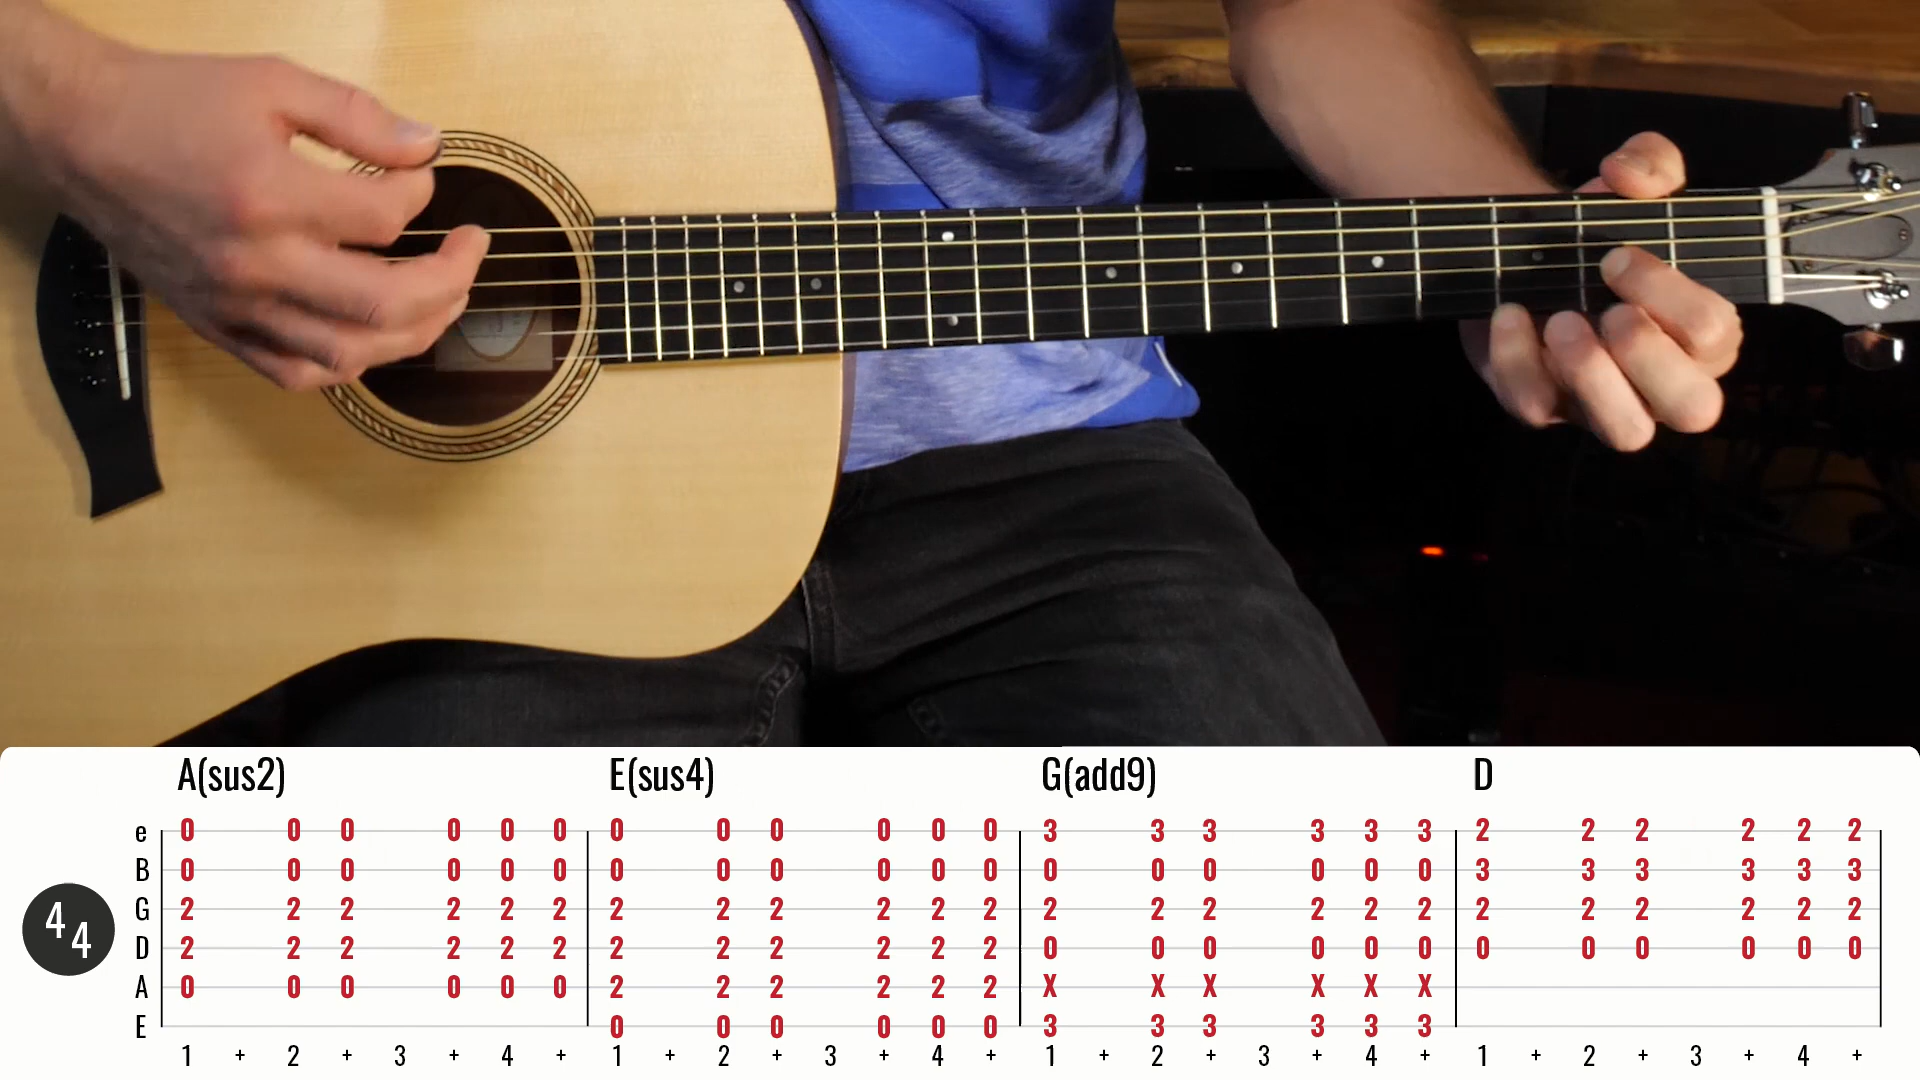 A(sus2) E(sus4) G(add9) D
e 0 0 0 0 0 0 0 0 0 0 0 0 3 3 3 3 3 3 2 2 2 2 2 2
B 0 0 0 0 0 0 0 0 0 0 0 0 0 0 0 0 0 0 3 3 3 3 3 3
G 2 2 2 2 2 2 2 2 2 2 2 2 2 2 2 2 2 2 2 2 2 2 2 2
4 4
D 2 2 2 2 2 2 2 2 2 2 2 2 0 0 0 0 0 0 0 0 0 0 0 0
A 0 0 0 0 0 0 2 2 2 2 2 2 X X X X X X
E 0 0 0 0 0 0 3 3 3 3 3 3
1 + 2 + 3 + 4 + 1 + 2 + 3 + 4 + 1 + 2 + 3 + 4 + 1 + 2 + 3 + 4 +